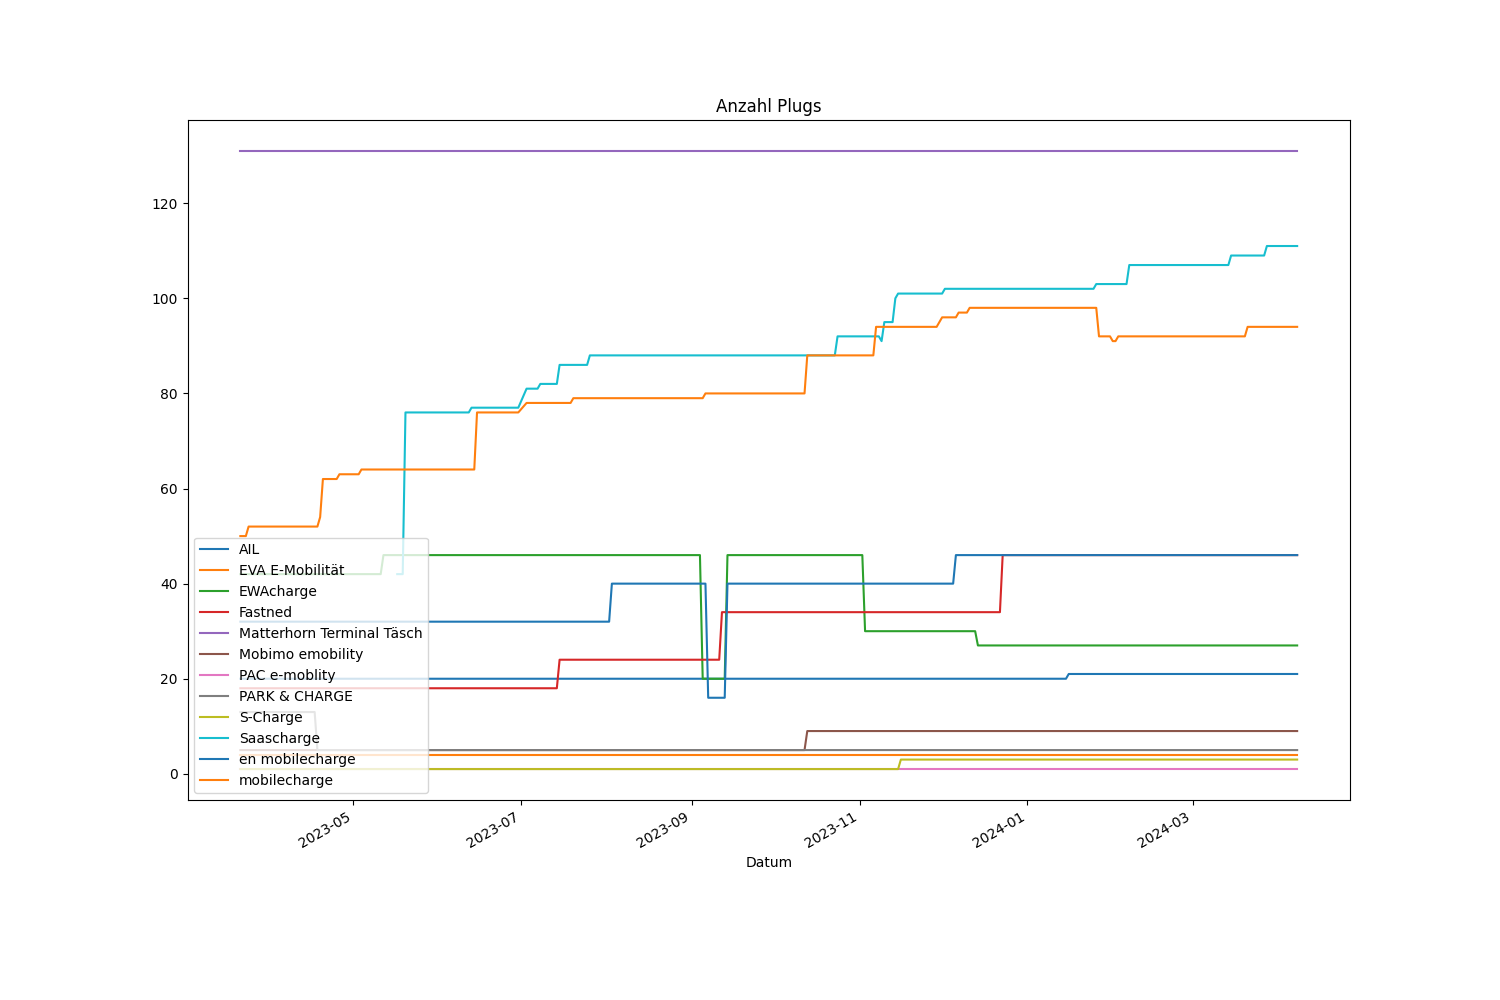 Anzahl Plugs
120
100
80
60
40
20
0
AIL
EVA E-Mobilität
EWAcharge
Fastned
Matterhorn Terminal Täsch
Mobimo emobility
PAC e-moblity
PARK & CHARGE
S-Charge
Saascharge
en mobilecharge
mobilecharge
2023-05
2023-07
2023-09
2023-11
2024-01
2024-03
Datum